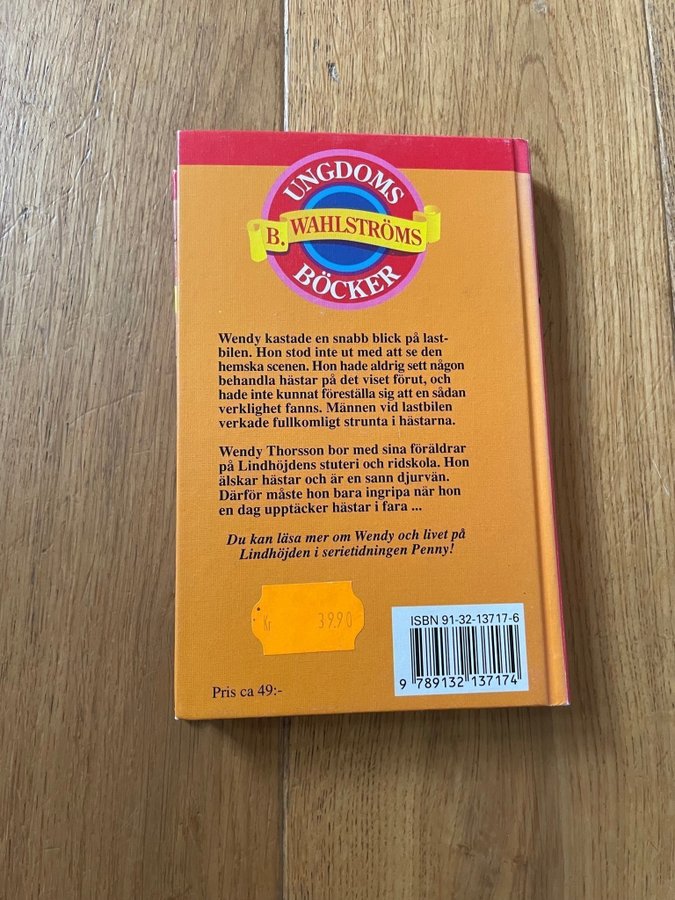 UNGDOMS
B. WAHLSTRÖMS
BÖCKER
Wendy kastade en snabb blick på last-
bilen. Hon stod inte ut med att se den
hemska scenen. Hon hade aldrig sett någon
behandla hästar på det viset förut, och
hade inte kunnat föreställa sig att en sådan
verklighet fanns. Männen vid lastbilen
verkade fullkomligt strunta i hästarna.
Wendy Thorsson bor med sina föräldrar
på Lindhöjdens stuteri och ridskola. Hon
älskar hästar och är en sann djurvän.
Därför måste hon bara ingripa när hon
en dag upptäcker hästar i fara ...
Du kan läsa mer om Wendy och livet på
Lindhöjden i serietidningen Penny!
Kr 39.90
ISBN 91-32-13717-6
9 789132 137174
Pris ca 49:-